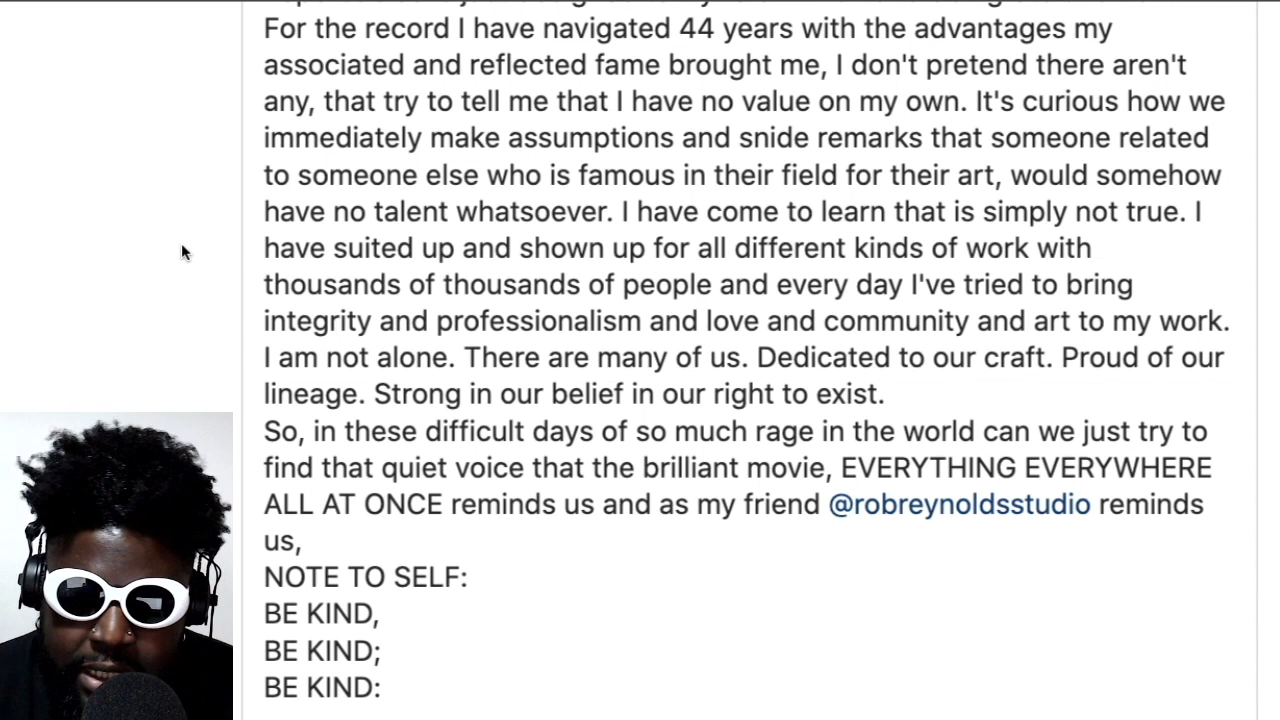 For the record I have navigated 44 years with the advantages my
associated and reflected fame brought me, I don't pretend there aren't
any, that try to tell me that I have no value on my own. It's curious how we
immediately make assumptions and snide remarks that someone related
to someone else who is famous in their field for their art, would somehow
have no talent whatsoever. I have come to learn that is simply not true. I
have suited up and shown up for all different kinds of work with
thousands of thousands of people and every day I've tried to bring
integrity and professionalism and love and community and art to my work.
I am not alone. There are many of us. Dedicated to our craft. Proud of our
lineage. Strong in our belief in our right to exist.
So, in these difficult days of so much rage in the world can we just try to
find that quiet voice that the brilliant movie, EVERYTHING EVERYWHERE
ALL AT ONCE reminds us and as my friend @robreynoldsstudio reminds
us,
NOTE TO SELF:
BE KIND,
BE KIND;
BE KIND: